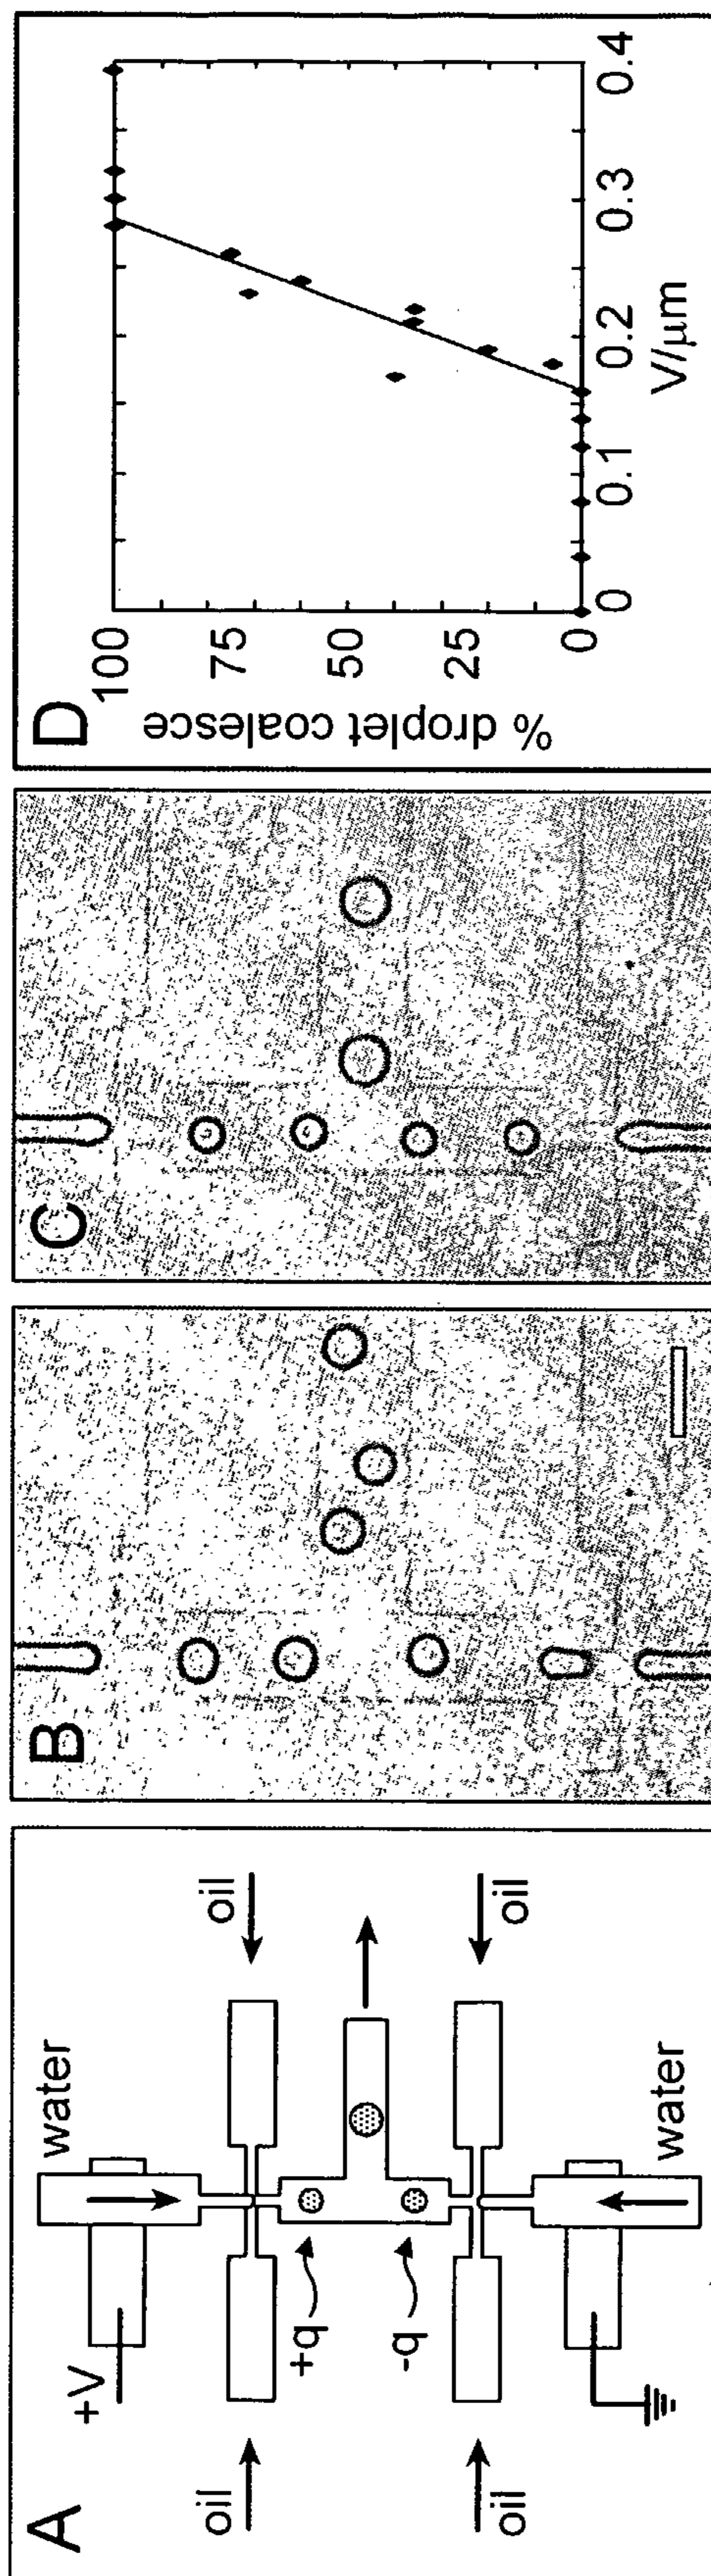 A
+V
water
oil
oil
+q
-q
oil
oil
water
B
C
D
% droplet coalesce
100
75
50
25
0
0
0.1
0.2
0.3
0.4
V/μm